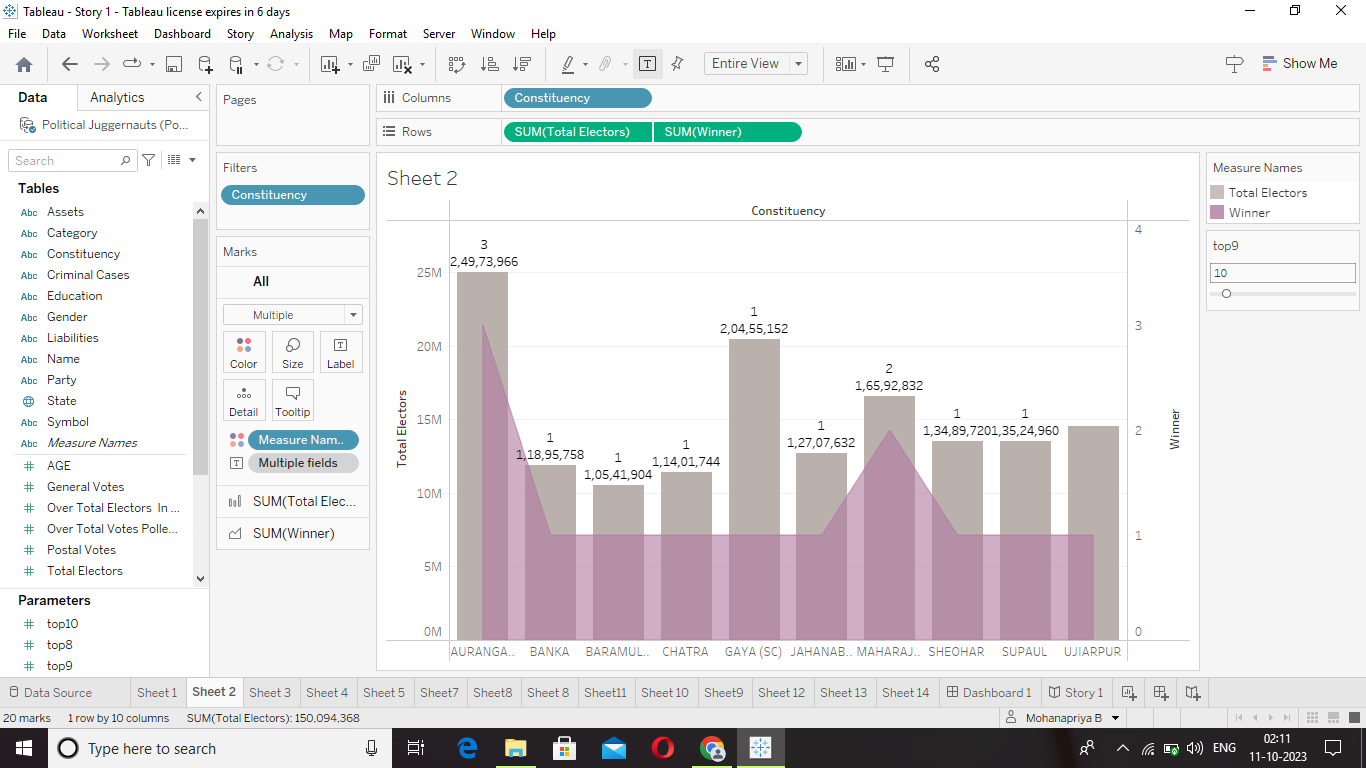 Tableau - Story 1 - Tableau license expires in 6 days
File Data Worksheet Dashboard Story Analysis Map Format Server Window Help
Entire View
Show Me
Data Analytics
Political Juggernauts (Po...
Search
Tables
Abc Assets
Abc Category
Abc Constituency
Abc Criminal Cases
Abc Education
Abc Gender
Abc Liabilities
Abc Name
Abc Party
State
Abc Symbol
Abc Measure Names
# AGE
# General Votes
# Over Total Electors In ...
# Over Total Votes Polle...
# Postal Votes
# Total Electors
Parameters
# top10
# top8
# top9
Pages
Filters
Constituency
Marks
All
Multiple
Color Size Label
Detail Tooltip
Measure Nam..
Multiple fields
SUM(Total Elec...
SUM(Winner)
Columns Constituency
Rows SUM(Total Electors) SUM(Winner)
Sheet 2
Constituency
Total Electors
25M
20M
15M
10M
5M
0M
3
2,49,73,966
1
1,18,95,758
1
1,05,41,904
1
1,14,01,744
1
2,04,55,152
1
1,27,07,632
2
1,65,92,832
1
1,34,89,720
1
1,35,24,960
4
3
2
1
0
Winner
AURANGA.. BANKA BARAMUL.. CHATRA GAYA (SC) JAHANAB.. MAHARAJ.. SHEOHAR SUPAUL UJIARPUR
Measure Names
Total Electors
Winner
top9
10
Data Source Sheet 1 Sheet 2 Sheet 3 Sheet 4 Sheet 5 Sheet7 Sheet8 Sheet 8 Sheet11 Sheet 10 Sheet9 Sheet 12 Sheet 13 Sheet 14 Dashboard 1 Story 1
20 marks 1 row by 10 columns SUM(Total Electors): 150,094,368
Mohanapriya B
Type here to search
ENG
02:11
11-10-2023